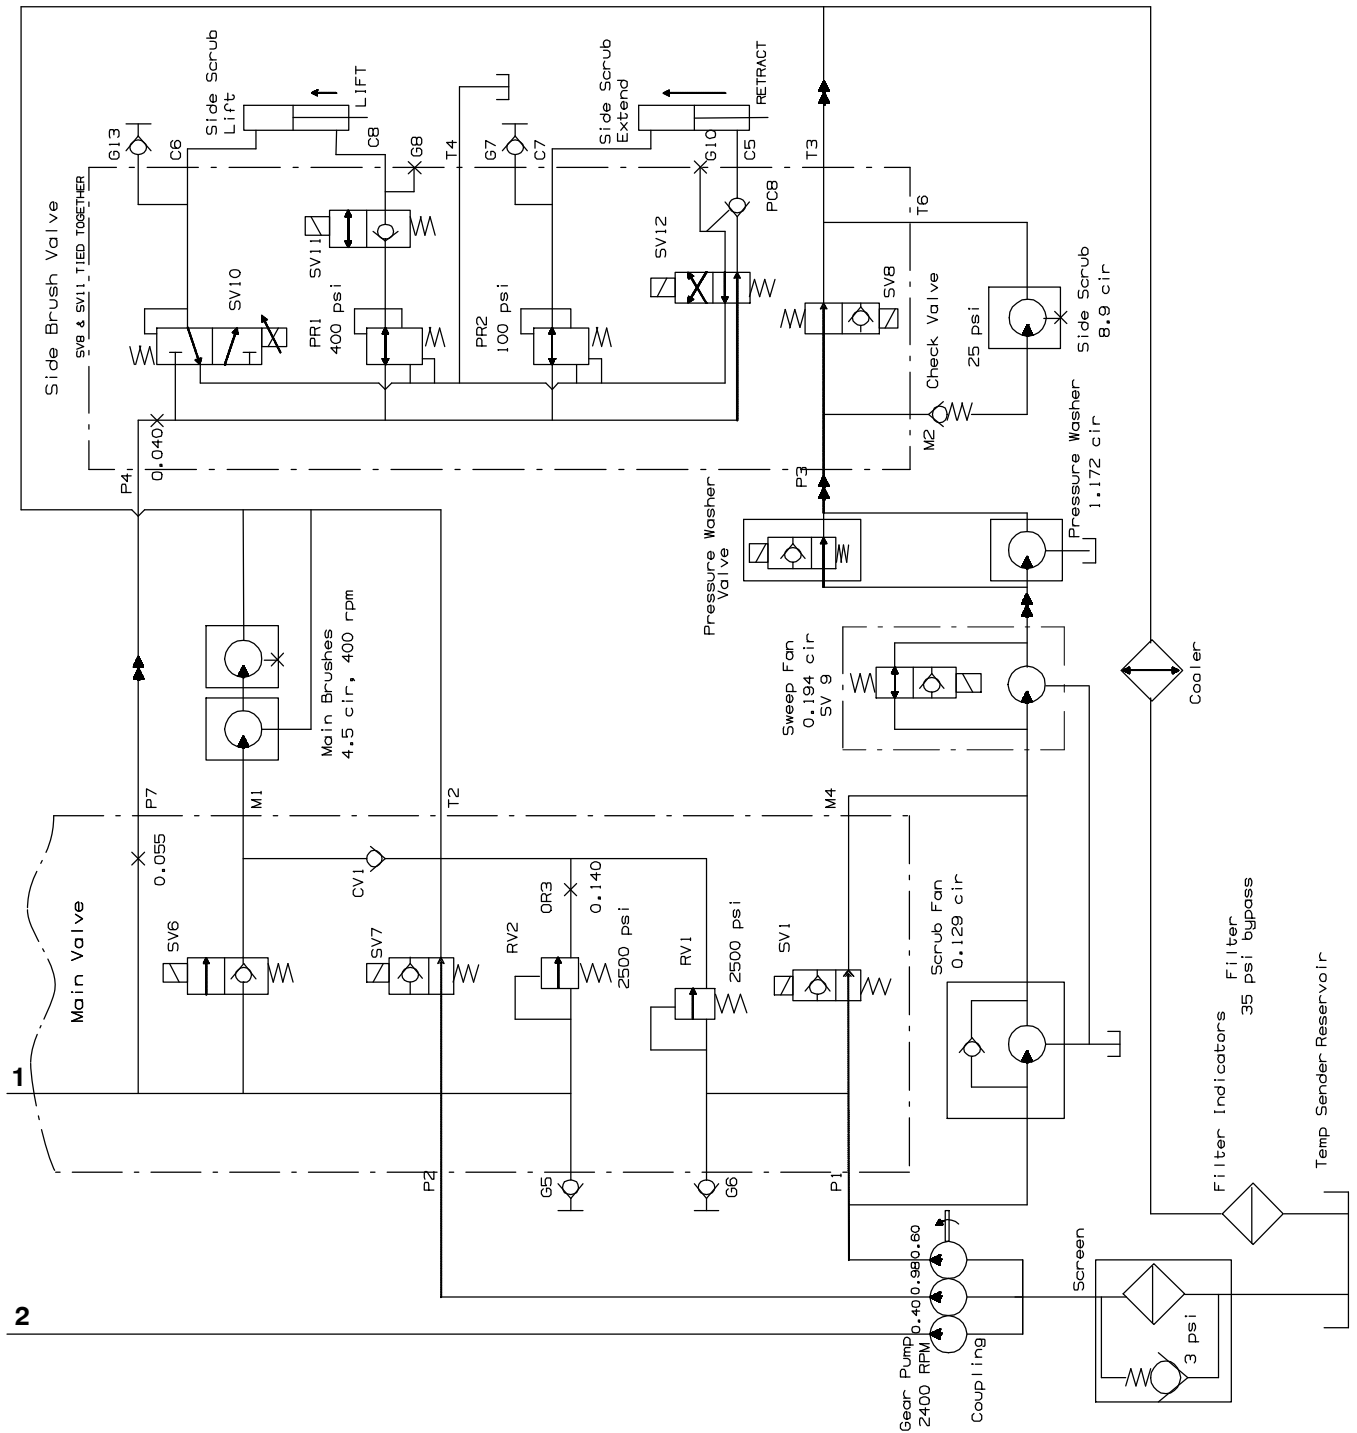 Side Brush Valve
SV8 & SV11 TIED TOGETHER
G13
C6
Side Scrub
Lift
LIFT
C8
G8
T4
G7
C7
Side Scrub
Extend
RETRACT
G10
C5
T3
T6
PC8
SV10
SV11
PR1
400 psi
PR2
100 psi
SV12
SV8
Check Valve
25 psi
Side Scrub
8.9 cir
M2
P4
0.040
P3
Pressure Washer
Valve
Pressure Washer
1.172 cir
Main Brushes
4.5 cir, 400 rpm
Sweep Fan
0.194 cir
SV 9
Cooler
P7
M1
T2
M4
0.055
Main Valve
SV6
CV1
SV7
OR3
0.140
RV2
2500 psi
RV1
2500 psi
SV1
Scrub Fan
0.129 cir
1
P2
G5
G6
P1
Filter Indicators
Filter
35 psi bypass
Temp Sender Reservoir
Screen
3 psi
2
0.40
0.98
0.60
Gear Pump
2400 RPM
Coupling